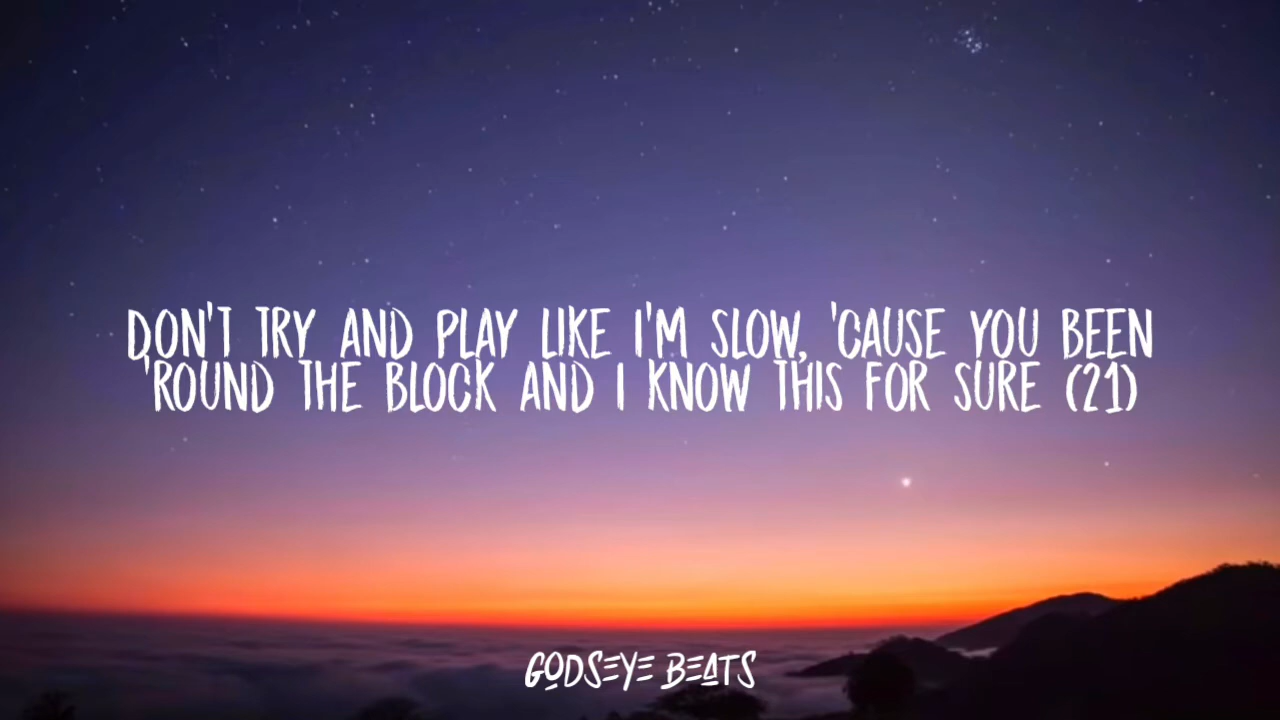 DON'T TRY AND PLAY LIKE I'M SLOW, 'CAUSE YOU BEEN
'ROUND THE BLOCK AND I KNOW THIS FOR SURE (21)
GODSEYE BEATS